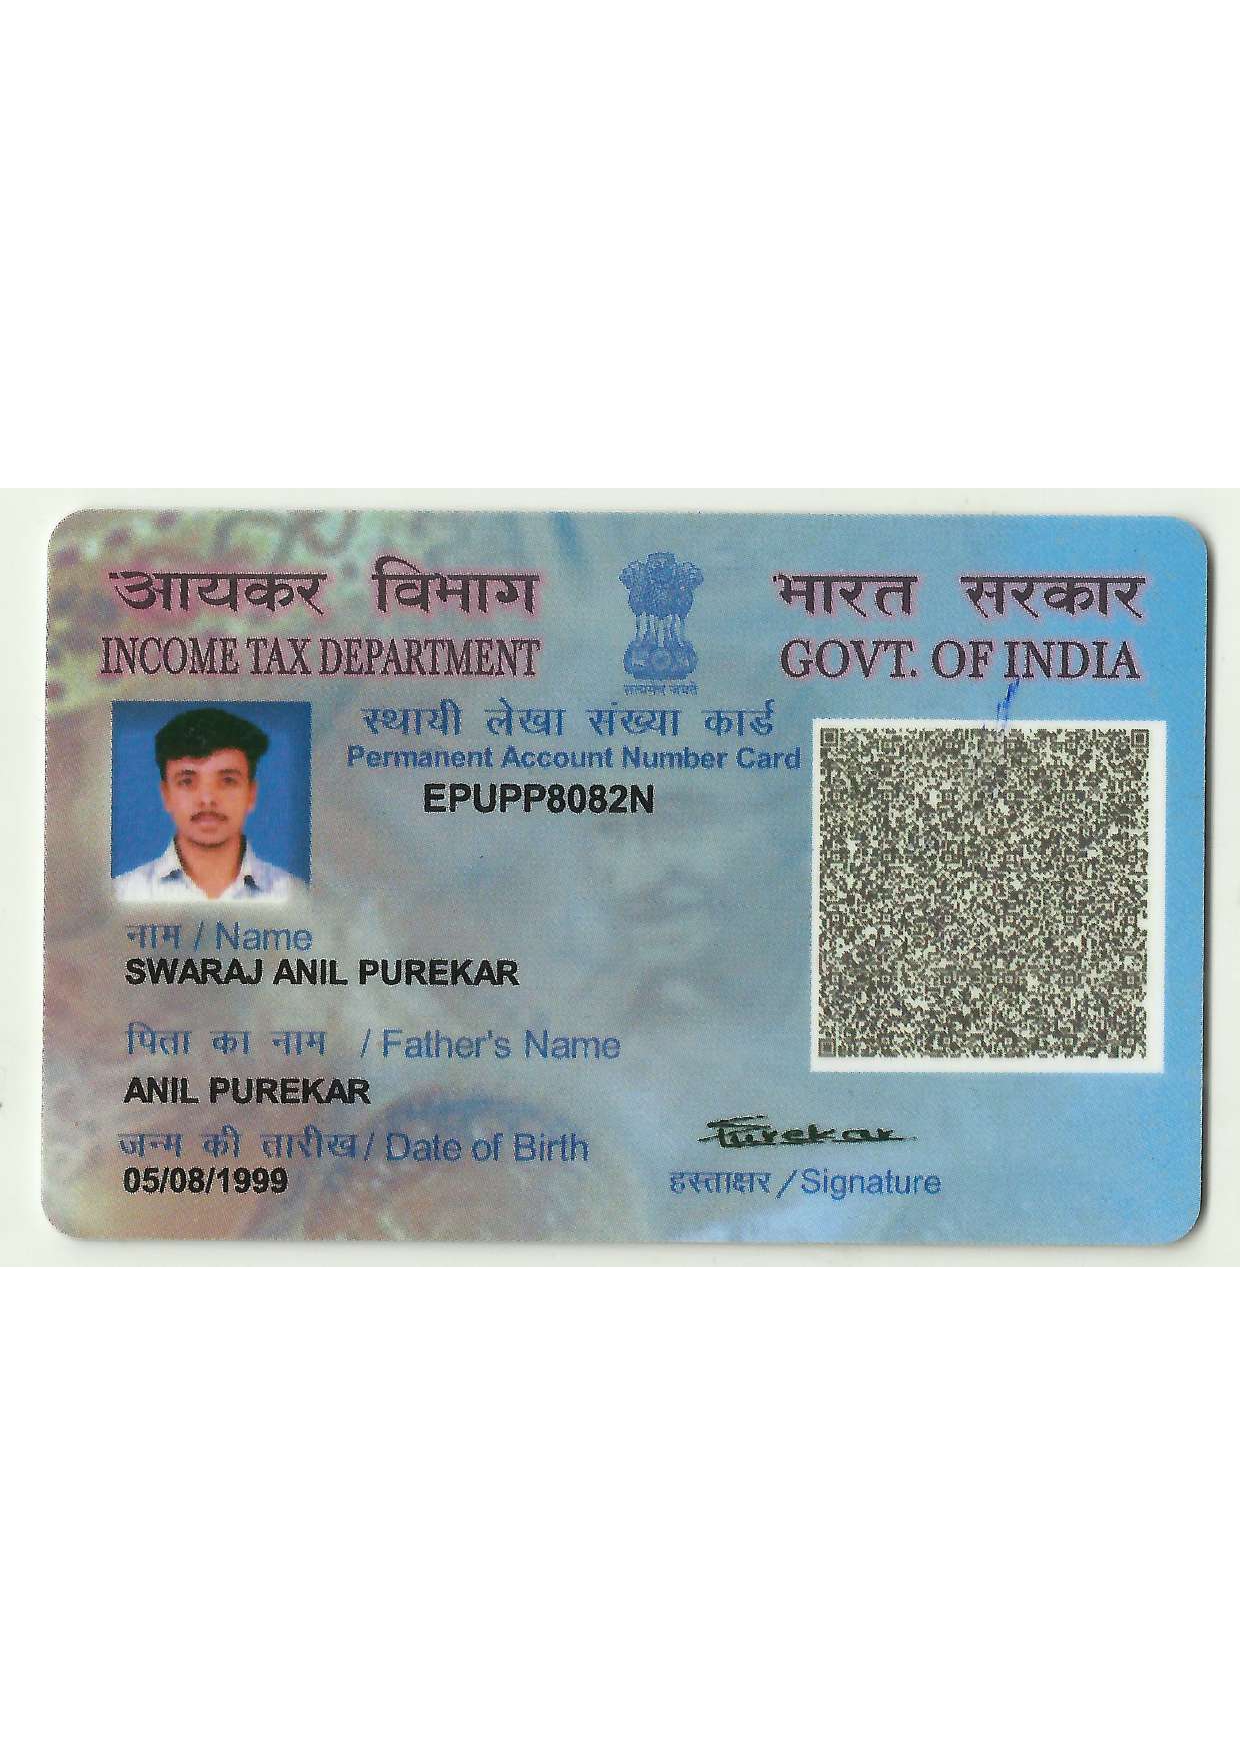 आयकर विभाग
INCOME TAX DEPARTMENT
सत्यमेव जयते
भारत सरकार
GOVT. OF INDIA
स्थायी लेखा संख्या कार्ड
Permanent Account Number Card
EPUPP8082N
नाम / Name
SWARAJ ANIL PUREKAR
पिता का नाम / Father's Name
ANIL PUREKAR
जन्म की तारीख / Date of Birth
05/08/1999
Purekar
हस्ताक्षर / Signature